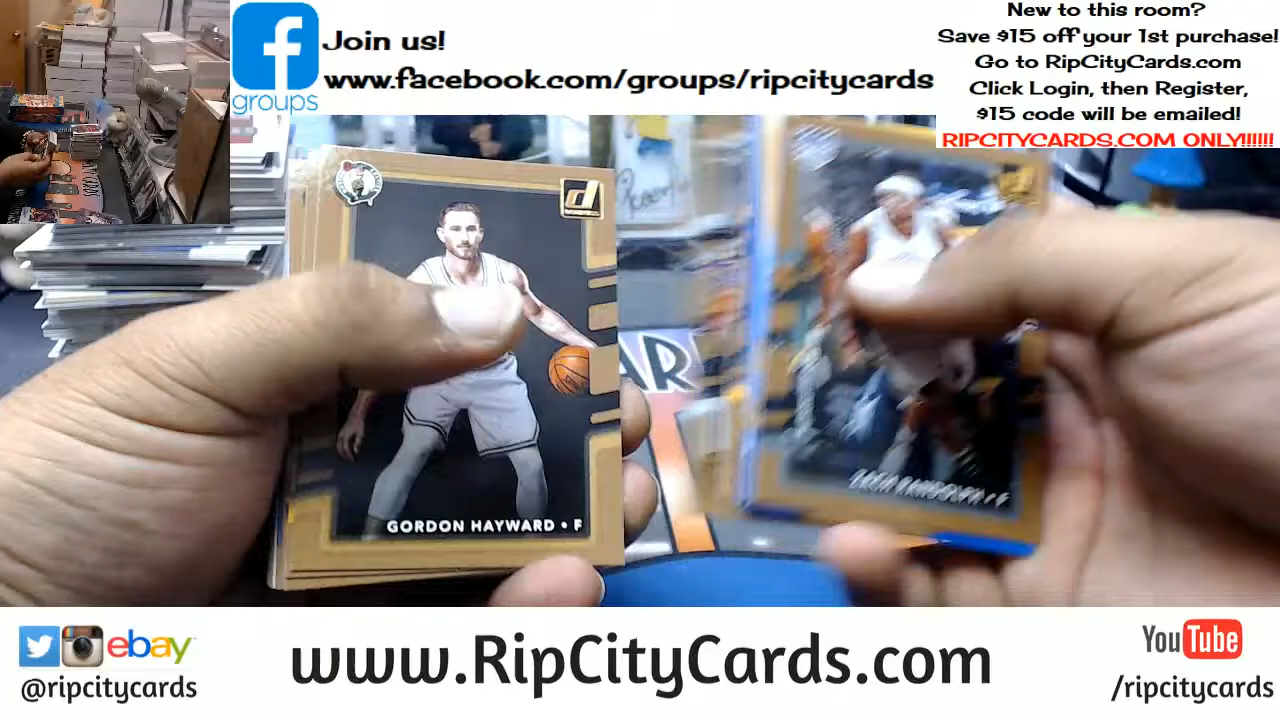 Join us!
www.facebook.com/groups/ripcitycards
groups
New to this room?
Save $15 off your 1st purchase!
Go to RipCityCards.com
Click Login, then Register,
$15 code will be emailed!
RIPCITYCARDS.COM ONLY!!!!!!
GORDON HAYWARD • F
AR
ebay
@ripcitycards
www.RipCityCards.com
YouTube
/ripcitycards